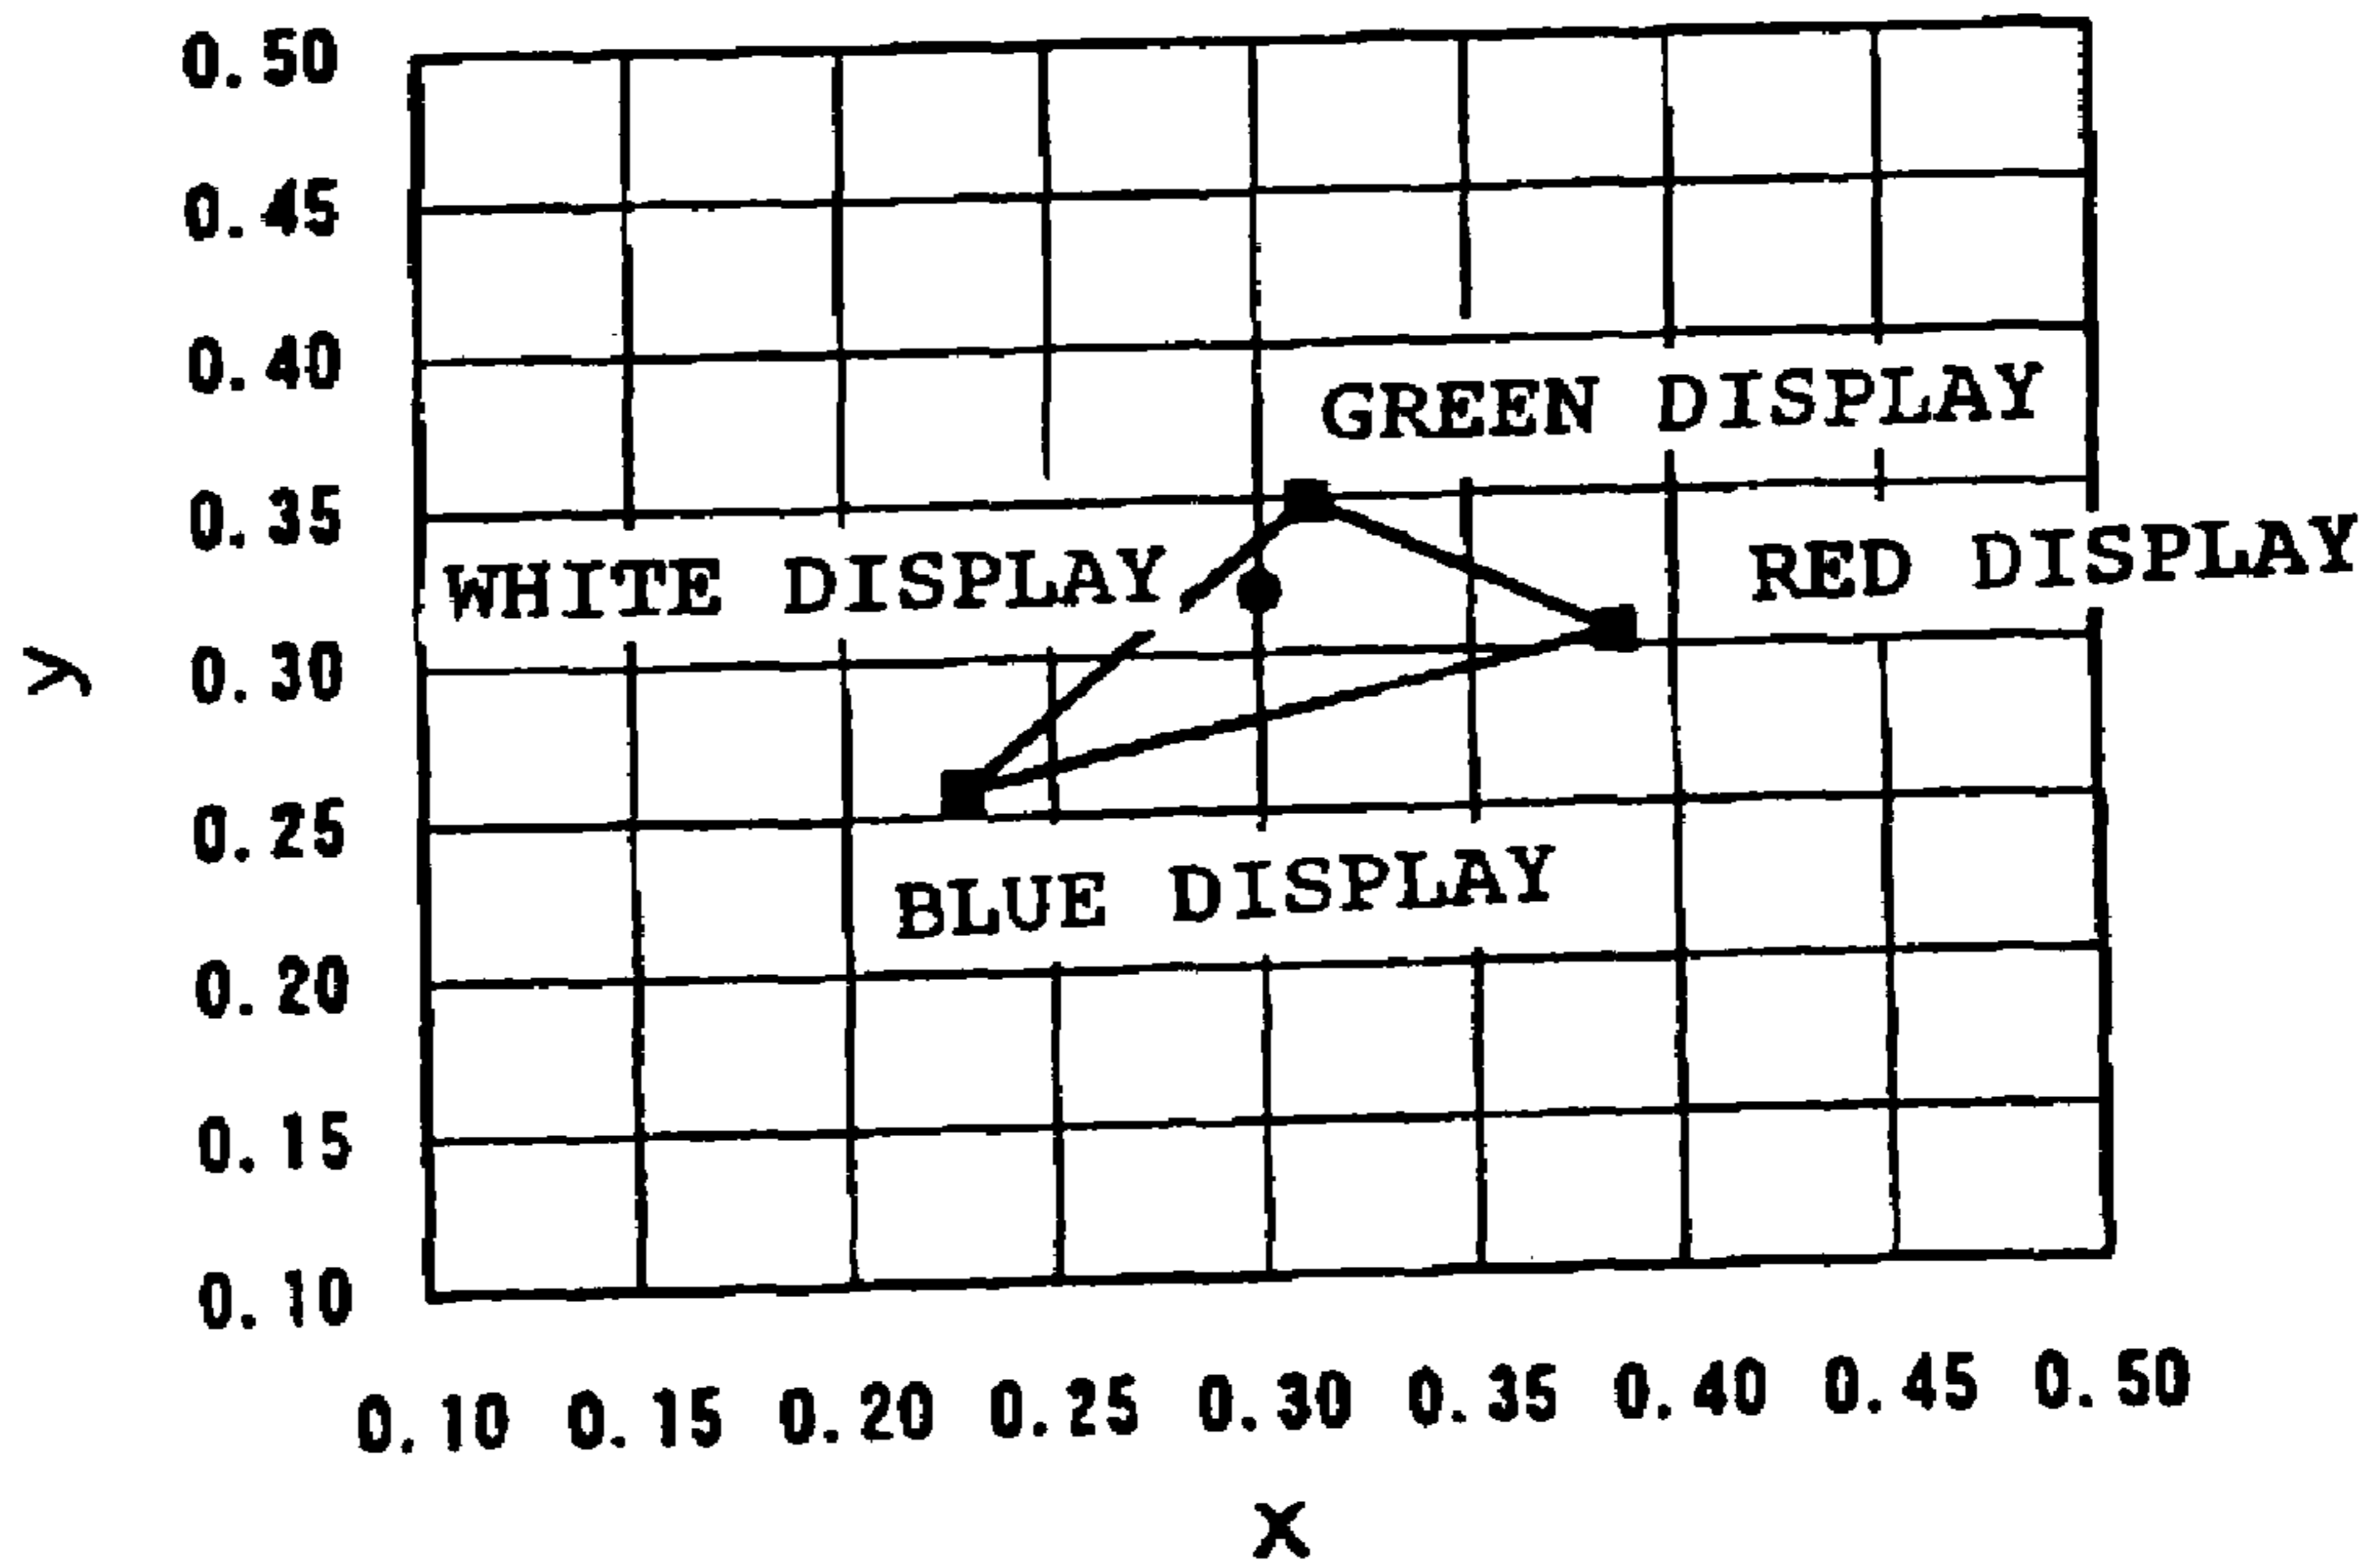 0.50
0.45
0.40
GREEN DISPLAY
0.35
WHITE DISPLAY
RED DISPLAY
y
0.30
0.25
BLUE DISPLAY
0.20
0.15
0.10
0.10 0.15 0.20 0.25 0.30 0.35 0.40 0.45 0.50
x